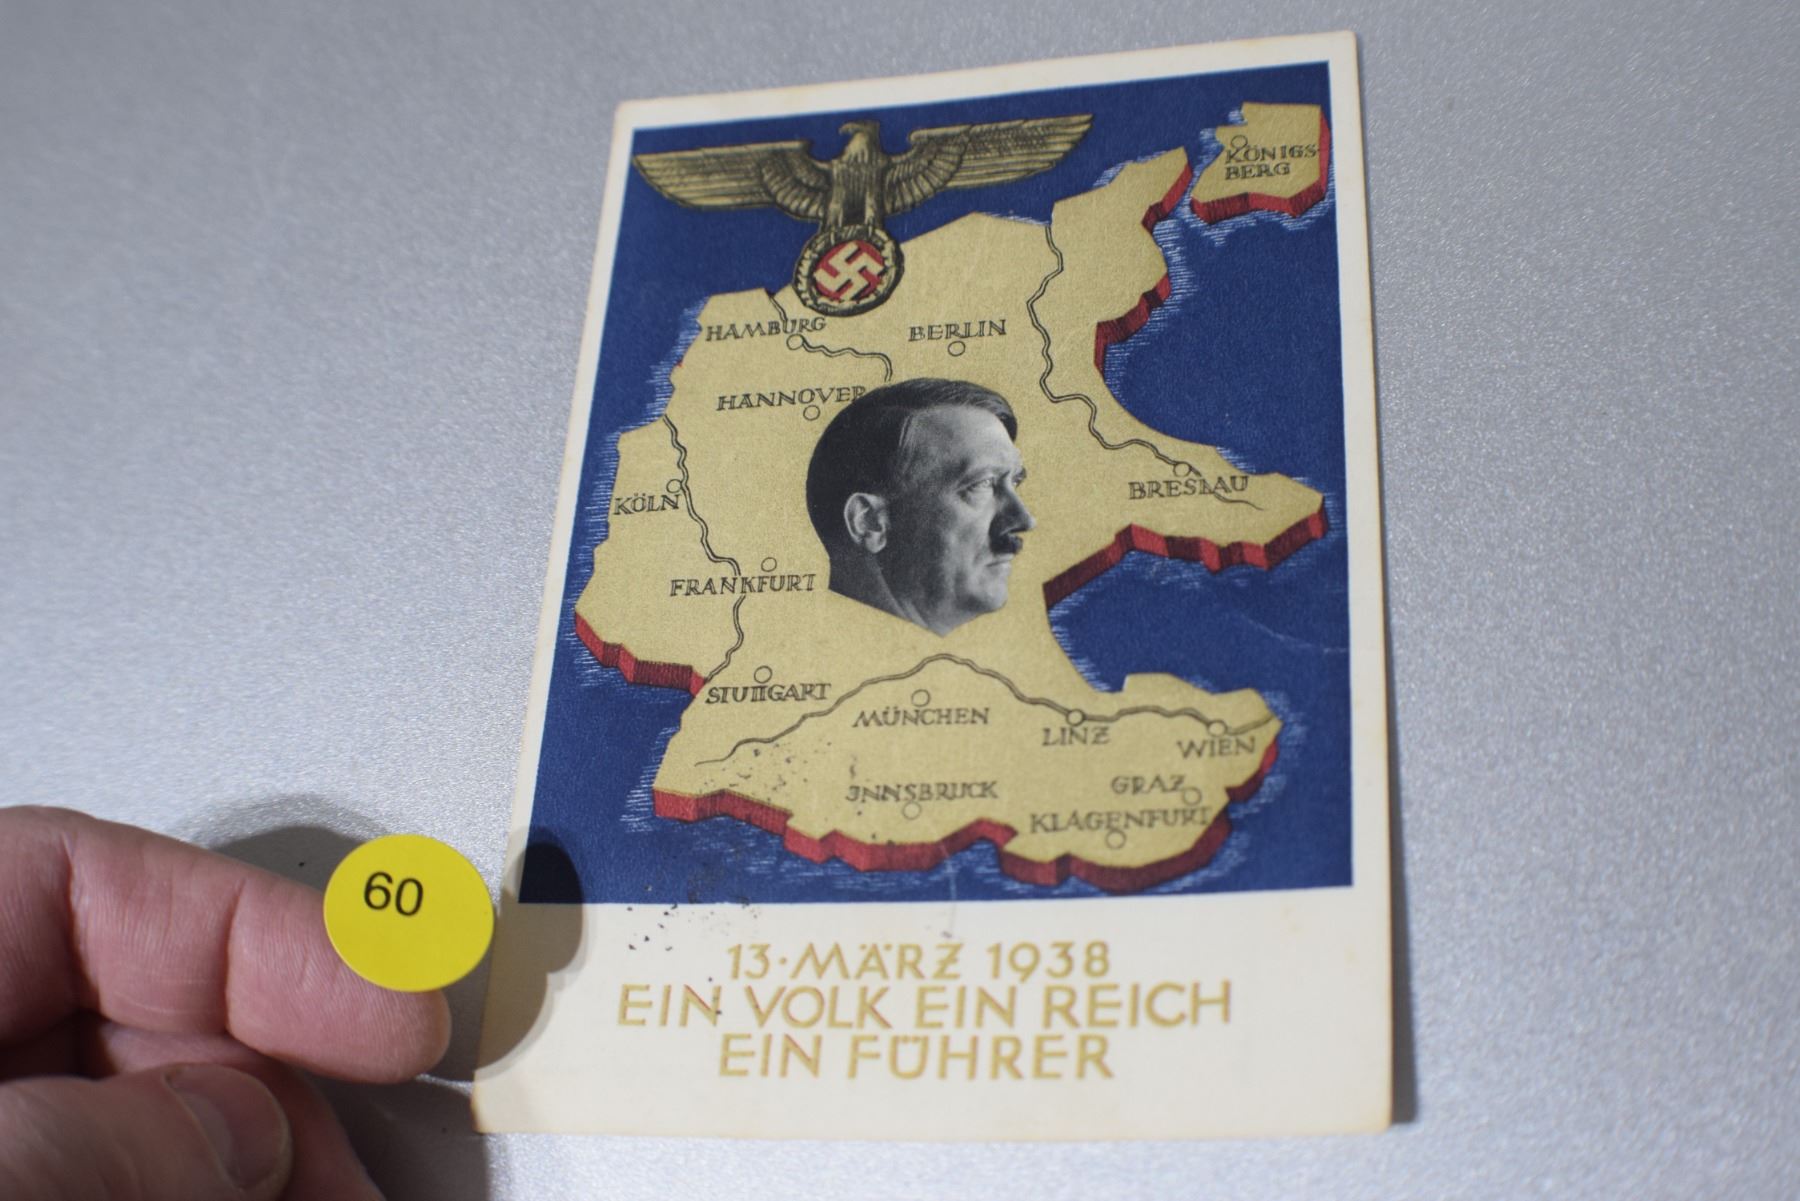 KÖNIGS-
BERG
HAMBURG
BERLIN
HANNOVER
BRESLAU
KÖLN
FRANKFURT
STUTTGART
MÜNCHEN
LINZ
WIEN
JNNSBRUCK
GRAZ
KLAGENFURT
60
13·MÄRZ 1938
EIN VOLK EIN REICH
EIN FÜHRER